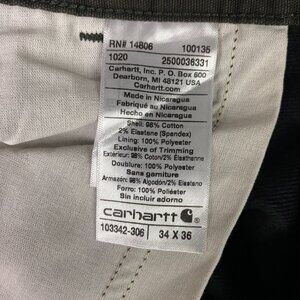 RN# 14806 100135
1020 2500036331
Carhartt, Inc. P.O. Box 600
Dearborn, MI 48121 USA
Carhartt.com
Made in Nicaragua
Fabriqué au Nicaragua
Hecho en Nicaragua
Shell: 98% Cotton
2% Elastane (Spandex)
Lining: 100% Polyester
Exclusive of Trimming
Extérieur: 98% Coton/2% Élasthanne
Doublure: 100% Polyester
Sans garniture
Armazón: 98% Algodón/2% Elastano
Forro: 100% Poliéster
Sin incluir adorno
carhartt
103342-306 34 X 36